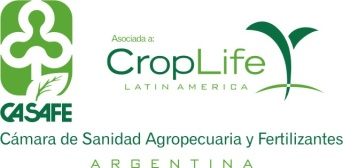 CASAFE
Asociada a:
CropLife
LATIN AMERICA
Cámara de Sanidad Agropecuaria y Fertilizantes
ARGENTINA